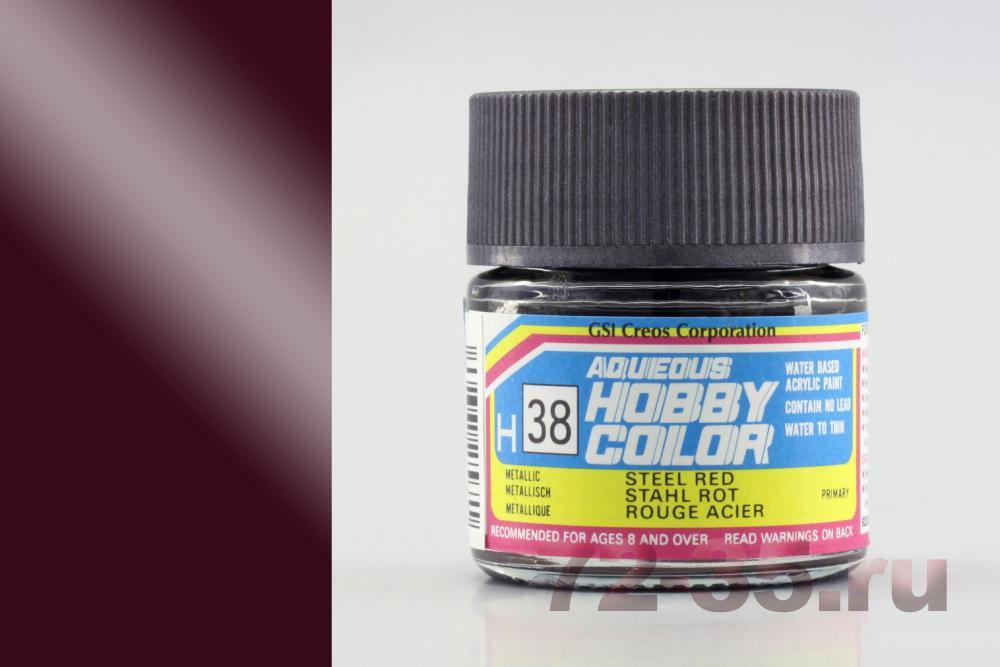 GSI Creos Corporation
AQUEOUS
HOBBY
COLOR
H 38
WATER BASED
ACRYLIC PAINT
CONTAIN NO LEAD
WATER TO THIN
METALLIC
METALLISCH
METALLIQUE
STEEL RED
STAHL ROT
ROUGE ACIER
PRIMARY
RECOMMENDED FOR AGES 8 AND OVER READ WARNINGS ON BACK
72-35.ru